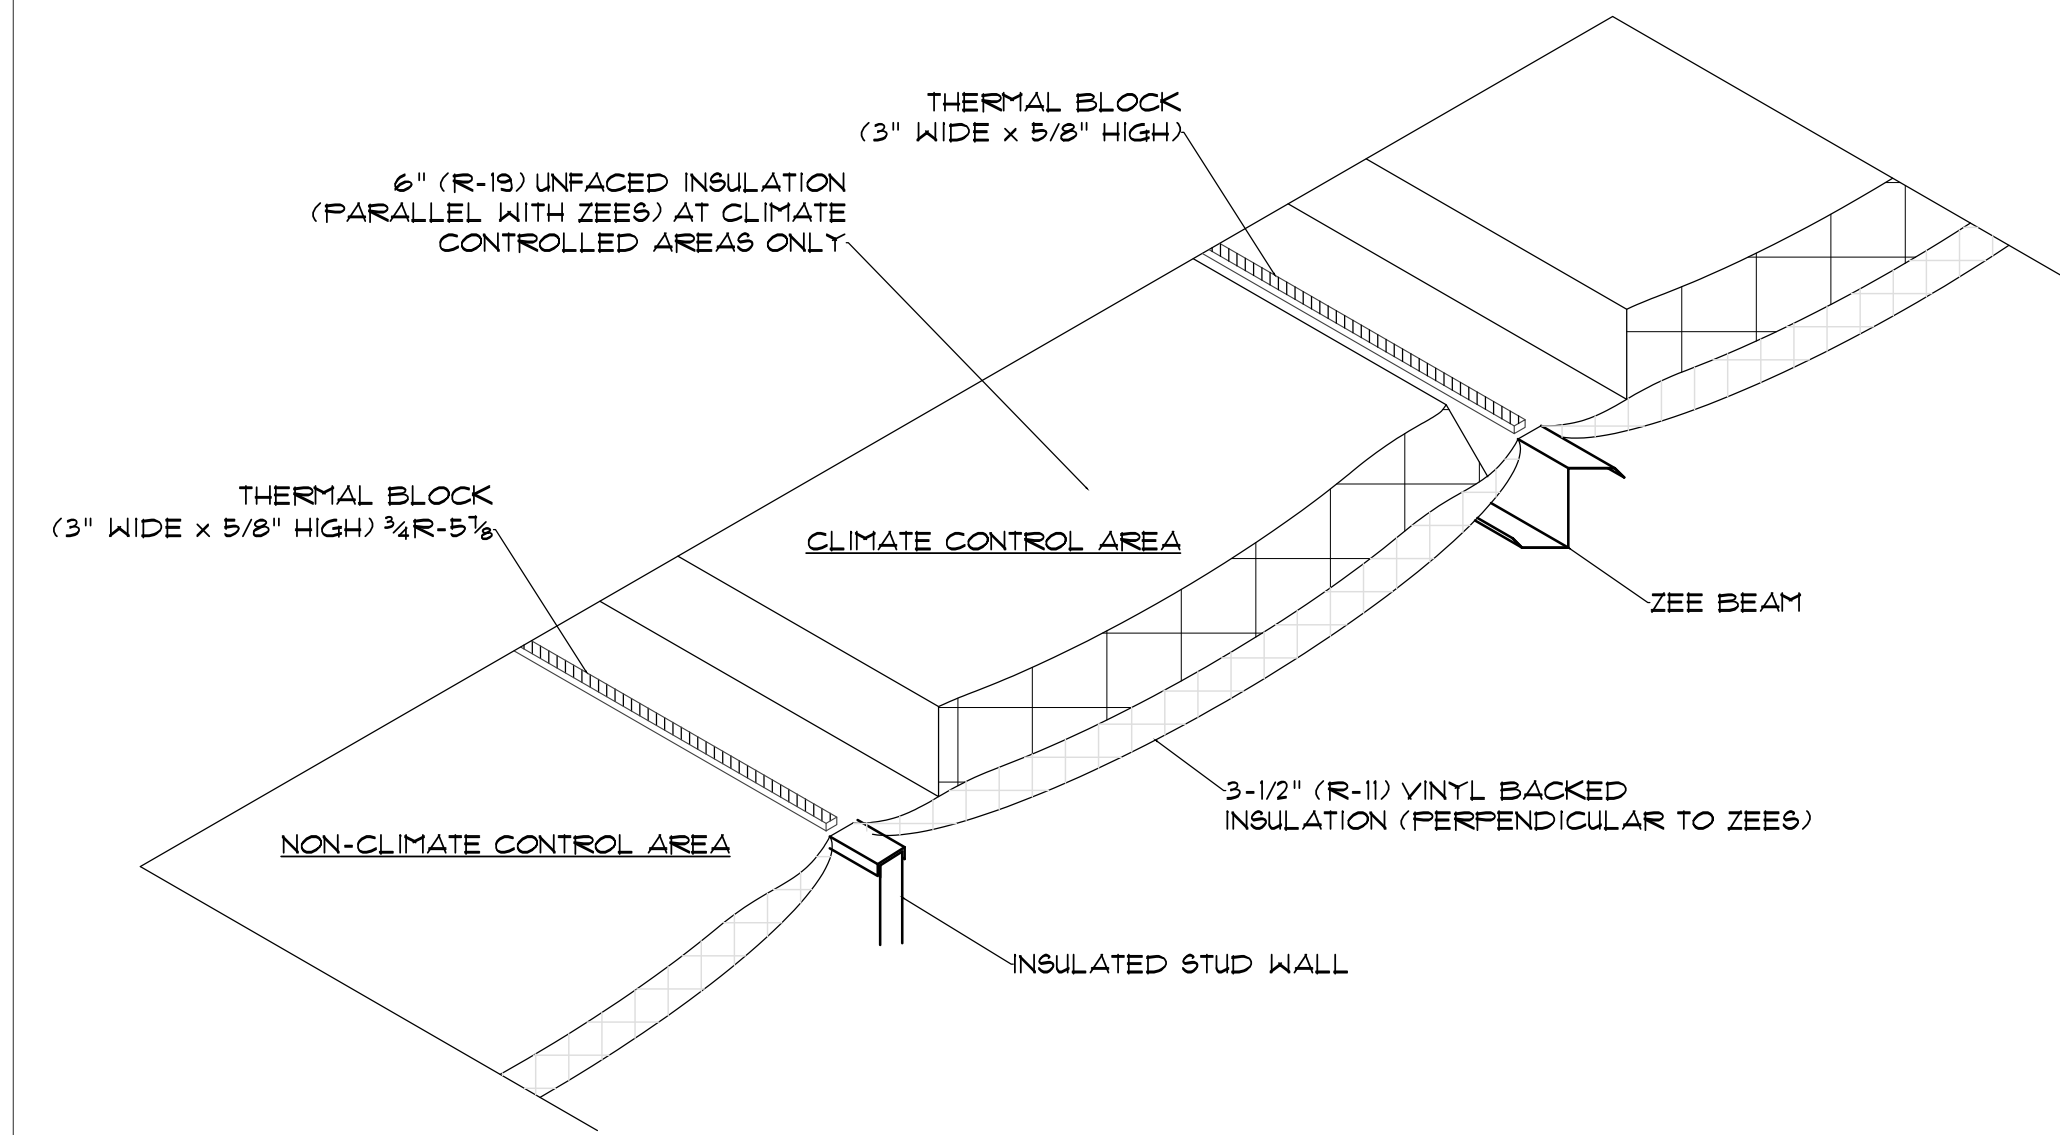 THERMAL BLOCK
(3" WIDE x 5/8" HIGH)
6" (R-19) UNFACED INSULATION
(PARALLEL WITH ZEES) AT CLIMATE
CONTROLLED AREAS ONLY
THERMAL BLOCK
(3" WIDE x 5/8" HIGH) ¾R-5⅞
CLIMATE CONTROL AREA
ZEE BEAM
3-1/2" (R-11) VINYL BACKED
INSULATION (PERPENDICULAR TO ZEES)
NON-CLIMATE CONTROL AREA
INSULATED STUD WALL